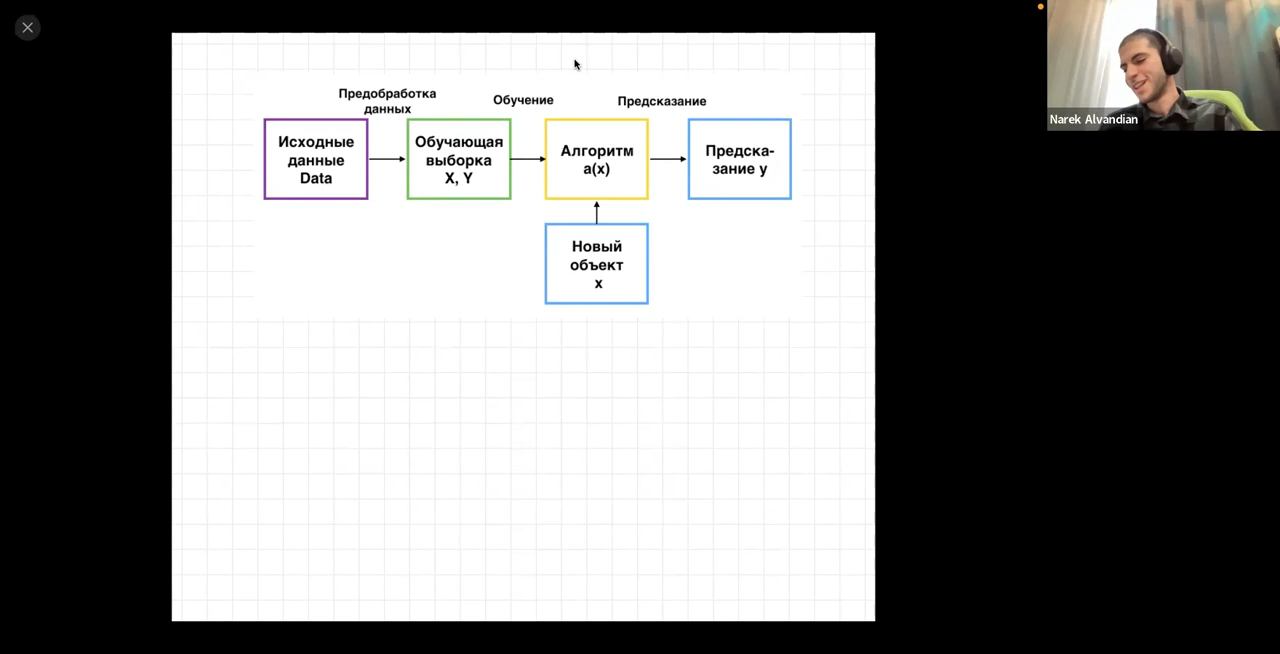 Narek Alvandian
Предобработка
данных
Обучение
Предсказание
Исходные
данные
Data
Обучающая
выборка
X, Y
Алгоритм
a(x)
Предска-
зание y
Новый
объект
x